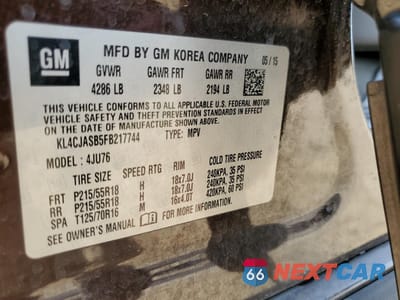 GM
MFD BY GM KOREA COMPANY 05/15
GVWR GAWR FRT GAWR RR
4286 LB 2348 LB 2194 LB
THIS VEHICLE CONFORMS TO ALL APPLICABLE U.S. FEDERAL MOTOR
VEHICLE SAFETY AND THEFT PREVENTION STANDARDS IN EFFECT ON
THE DATE OF MANUFACTURE SHOWN ABOVE.
KL4CJASB5FB217744 TYPE: MPV
MODEL: 4JU76
TIRE SIZE SPEED RTG RIM COLD TIRE PRESSURE
FRT P215/55R18 H 18x7.0J 240KPA, 35 PSI
RR P215/55R18 H 18x7.0J 240KPA, 35 PSI
SPA T125/70R16 M 16x4.0T 420KPA, 60 PSI
SEE OWNER'S MANUAL FOR MORE INFORMATION.
66 NEXTCAR